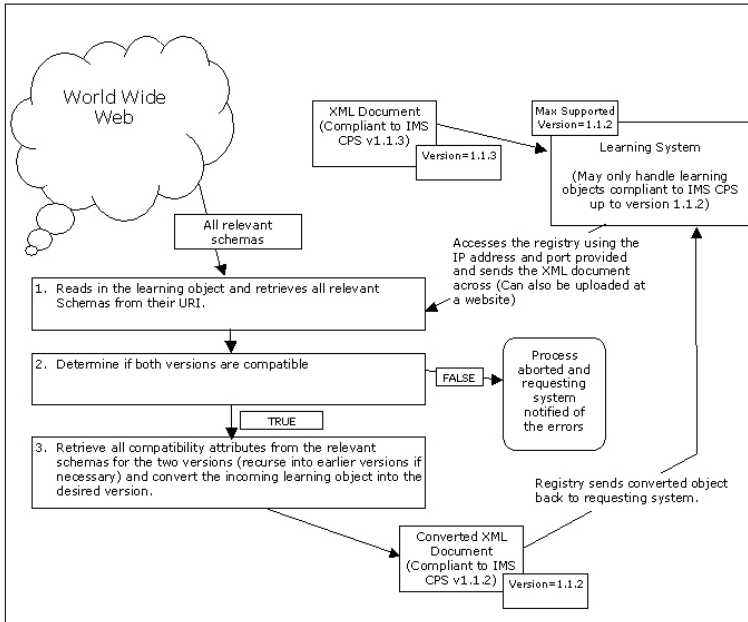 World Wide
Web
XML Document
(Compliant to IMS
CPS v1.1.3)
Version=1.1.3
Max Supported
Version=1.1.2
Learning System
(May only handle learning
objects compliant to IMS CPS
up to version 1.1.2)
All relevant
schemas
Accesses the registry using the
IP address and port provided
and sends the XML document
across (Can also be uploaded at
a website)
1. Reads in the learning object and retrieves all relevant
Schemas from their URI.
2. Determine if both versions are compatible
FALSE
Process
aborted and
requesting
system
notified of
the errors
TRUE
3. Retrieve all compatibility attributes from the relevant
schemas for the two versions (recurse into earlier versions if
necessary) and convert the incoming learning object into the
desired version.
Registry sends converted object
back to requesting system.
Converted XML
Document
(Compliant to IMS
CPS v1.1.2)
Version=1.1.2